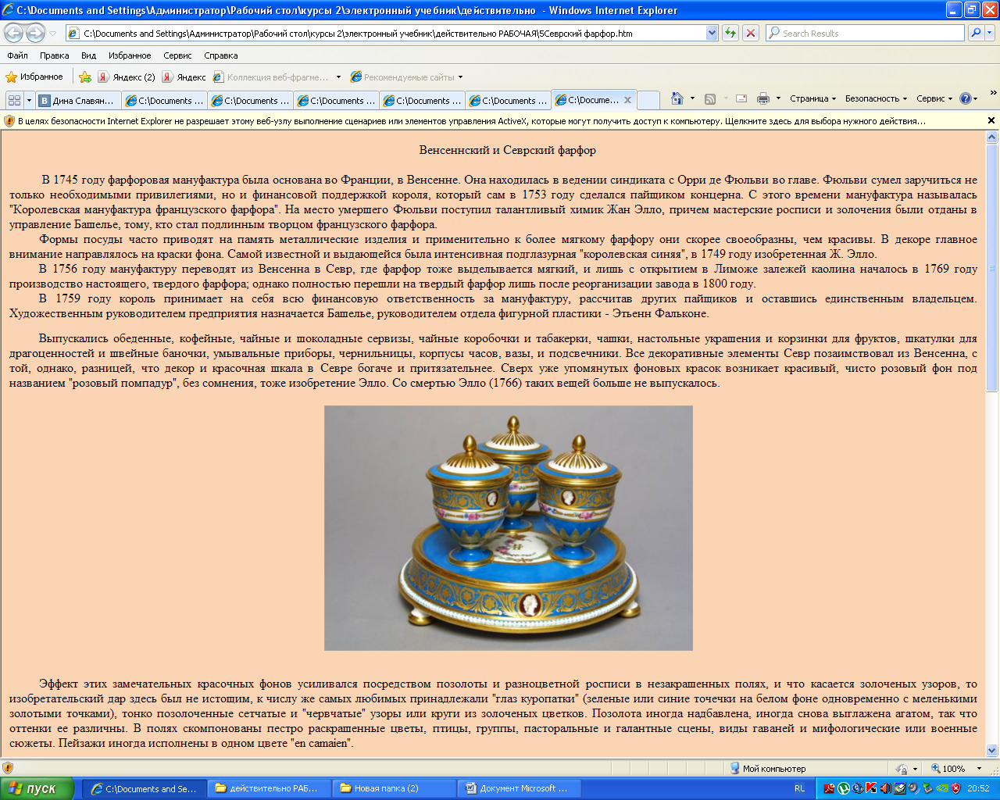 C:\Documents and Settings\Администратор\Рабочий стол\курсы 2\электронный учебник\действительно - Windows Internet Explorer
C:\Documents and Settings\Администратор\Рабочий стол\курсы 2\электронный учебник\действительно РАБОЧАЯ\5Севрский фарфор.htm
Search Results
Файл Правка Вид Избранное Сервис Справка
Избранное Яндекс (2) Яндекс Коллекция веб-фрагме... Рекомендуемые сайты
Дина Славян... C:\Documents ... C:\Documents ... C:\Documents ... C:\Documents ... C:\Documents ... C:\Docume... Страница Безопасность Сервис
В целях безопасности Internet Explorer не разрешает этому веб-узлу выполнение сценариев или элементов управления ActiveX, которые могут получить доступ к компьютеру. Щелкните здесь для выбора нужного действия...
Венсеннский и Севрский фарфор
В 1745 году фарфоровая мануфактура была основана во Франции, в Венсенне. Она находилась в ведении синдиката с Орри де Фюльви во главе. Фюльви сумел заручиться не
только необходимыми привилегиями, но и финансовой поддержкой короля, который сам в 1753 году сделался пайщиком концерна. С этого времени мануфактура называлась
"Королевская мануфактура французского фарфора". На место умершего Фюльви поступил талантливый химик Жан Элло, причем мастерские росписи и золочения были отданы в
управление Башелье, тому, кто стал подлинным творцом французского фарфора.
Формы посуды часто приводят на память металлические изделия и применительно к более мягкому фарфору они скорее своеобразны, чем красивы. В декоре главное
внимание направлялось на краски фона. Самой известной и выдающейся была интенсивная подглазурная "королевская синяя", в 1749 году изобретенная Ж. Элло.
В 1756 году мануфактуру переводят из Венсенна в Севр, где фарфор тоже выделывается мягкий, и лишь с открытием в Лиможе залежей каолина началось в 1769 году
производство настоящего, твердого фарфора; однако полностью перешли на твердый фарфор лишь после реорганизации завода в 1800 году.
В 1759 году король принимает на себя всю финансовую ответственность за мануфактуру, рассчитав других пайщиков и оставшись единственным владельцем.
Художественным руководителем предприятия назначается Башелье, руководителем отдела фигурной пластики - Этьенн Фальконе.
Выпускались обеденные, кофейные, чайные и шоколадные сервизы, чайные коробочки и табакерки, чашки, настольные украшения и корзинки для фруктов, шкатулки для
драгоценностей и швейные баночки, умывальные приборы, чернильницы, корпусы часов, вазы, и подсвечники. Все декоративные элементы Севр позаимствовал из Венсенна, с
той, однако, разницей, что декор и красочная шкала в Севре богаче и притязательнее. Сверх уже упомянутых фоновых красок возникает красивый, чисто розовый фон под
названием "розовый помпадур", без сомнения, тоже изобретение Элло. Со смертью Элло (1766) таких вещей больше не выпускалось.
Эффект этих замечательных красочных фонов усиливался посредством позолоты и разноцветной росписи в незакрашенных полях, и что касается золоченых узоров, то
изобретательский дар здесь был не истощим, к числу же самых любимых принадлежали "глаз куропатки" (зеленые или синие точечки на белом фоне одновременно с меленькими
золотыми точками), тонко позолоченные сетчатые и "червчатые" узоры или круги из золоченых цветков. Позолота иногда надбавлена, иногда снова выглажена агатом, так что
оттенки ее различны. В полях скомпонованы пестро раскрашенные цветы, птицы, группы, пасторальные и галантные сцены, виды гаваней и мифологические или военные
сюжеты. Пейзажи иногда исполнены в одном цвете "en camaien".
Мой компьютер 100%
пуск C:\Documents and Se... действительно РАБ... Новая папка (2) Документ Microsoft ... RL 20:52